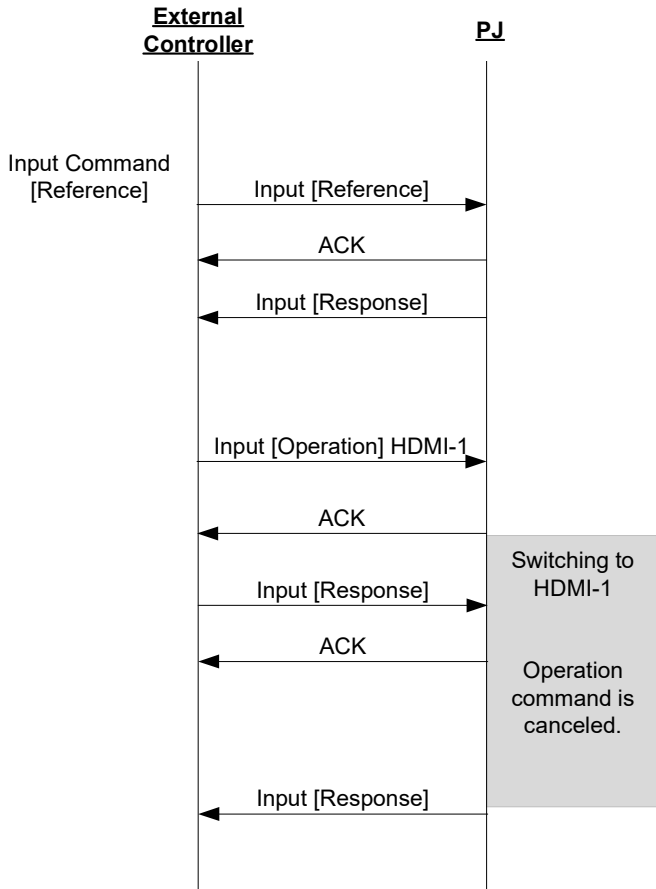 External
Controller
PJ
Input Command
[Reference]
Input [Reference]
ACK
Input [Response]
Input [Operation] HDMI-1
ACK
Switching to
HDMI-1
Input [Response]
ACK
Operation
command is
canceled.
Input [Response]